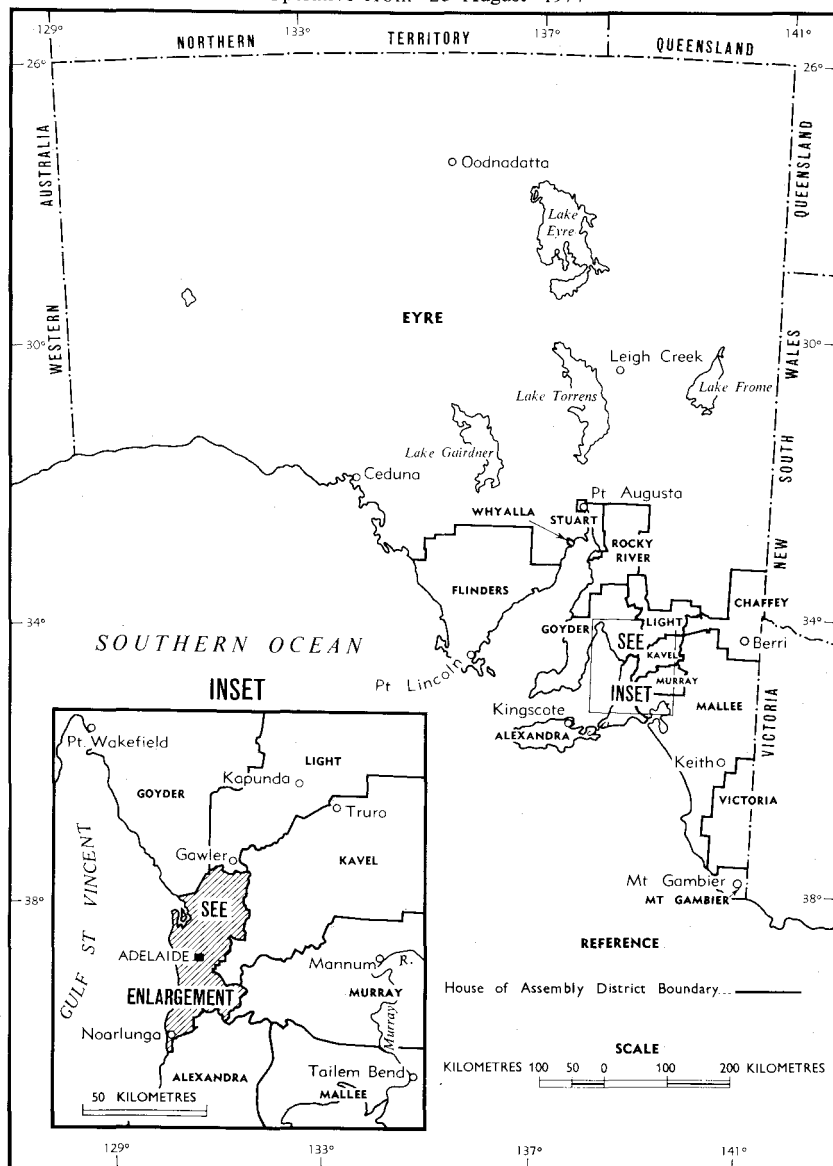 Operative from 25 August 1977
129°
133°
137°
141°
NORTHERN TERRITORY
QUEENSLAND
26°
26°
WESTERN AUSTRALIA
QUEENSLAND
Oodnadatta
Lake
Eyre
EYRE
30°
30°
Leigh Creek
Lake Torrens
Lake Frome
Lake Gairdner
NEW SOUTH WALES
Ceduna
Pt Augusta
WHYALLA
STUART
ROCKY
RIVER
FLINDERS
CHAFFEY
34°
34°
GOYDER
LIGHT
SEE
KAVEL
Berri
SOUTHERN OCEAN
Pt Lincoln
MURRAY
INSET
INSET
MALLEE
Kingscote
ALEXANDRA
VICTORIA
Keith
VICTORIA
Pt. Wakefield
LIGHT
Kapunda
GOYDER
Truro
Gawler
KAVEL
GULF ST VINCENT
SEE
ADELAIDE
ENLARGEMENT
Mannum
R.
MURRAY
Murray
Noarlunga
ALEXANDRA
Tailem Bend
MALLEE
50 KILOMETRES
38°
38°
Mt Gambier
MT GAMBIER
REFERENCE
House of Assembly District Boundary...
SCALE
KILOMETRES 100 50 0 100 200 KILOMETRES
129°
133°
137°
141°